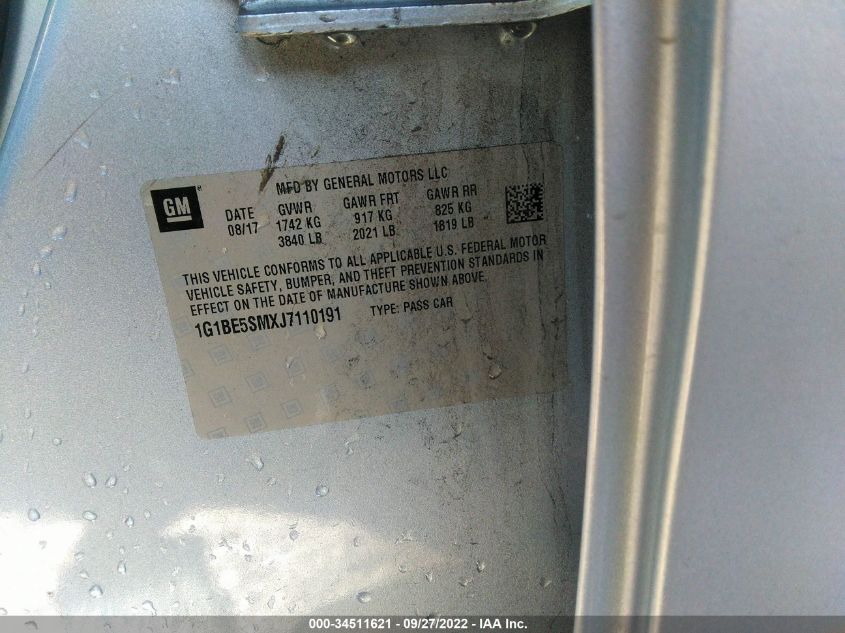 MFD BY GENERAL MOTORS LLC
GM®
DATE GVWR GAWR FRT GAWR RR
08/17 1742 KG 917 KG 825 KG
3840 LB 2021 LB 1819 LB
THIS VEHICLE CONFORMS TO ALL APPLICABLE U.S. FEDERAL MOTOR
VEHICLE SAFETY, BUMPER, AND THEFT PREVENTION STANDARDS IN
EFFECT ON THE DATE OF MANUFACTURE SHOWN ABOVE.
1G1BE5SMXJ7110191 TYPE: PASS CAR
000-34511621 - 09/27/2022 - IAA Inc.